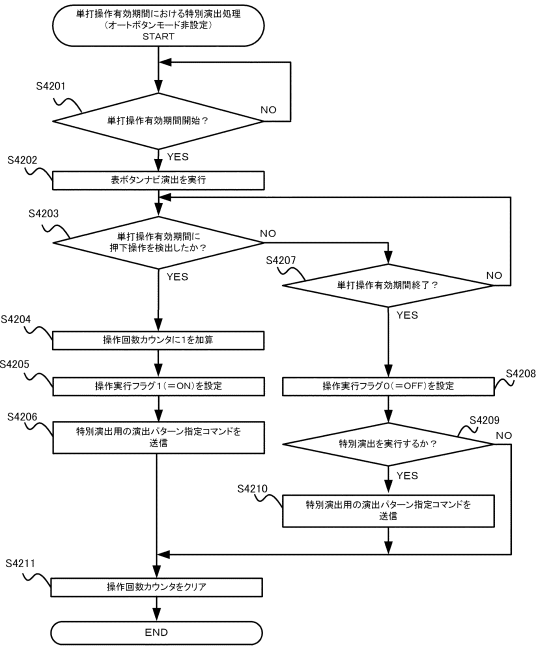 単打操作有効期間における特別演出処理
(オートボタンモード非設定)
START
S4201
単打操作有効期間開始？
NO
YES
S4202
表ボタンナビ演出を実行
S4203
単打操作有効期間に
押下操作を検出したか？
NO
YES
S4207
単打操作有効期間終了？
NO
YES
S4204
操作回数カウンタに1を加算
S4205
操作実行フラグ1(＝ON)を設定
操作実行フラグ0(＝OFF)を設定
S4208
S4206
特別演出用の演出パターン指定コマンドを
送信
S4209
特別演出を実行するか？
NO
YES
S4210
特別演出用の演出パターン指定コマンドを
送信
S4211
操作回数カウンタをクリア
END